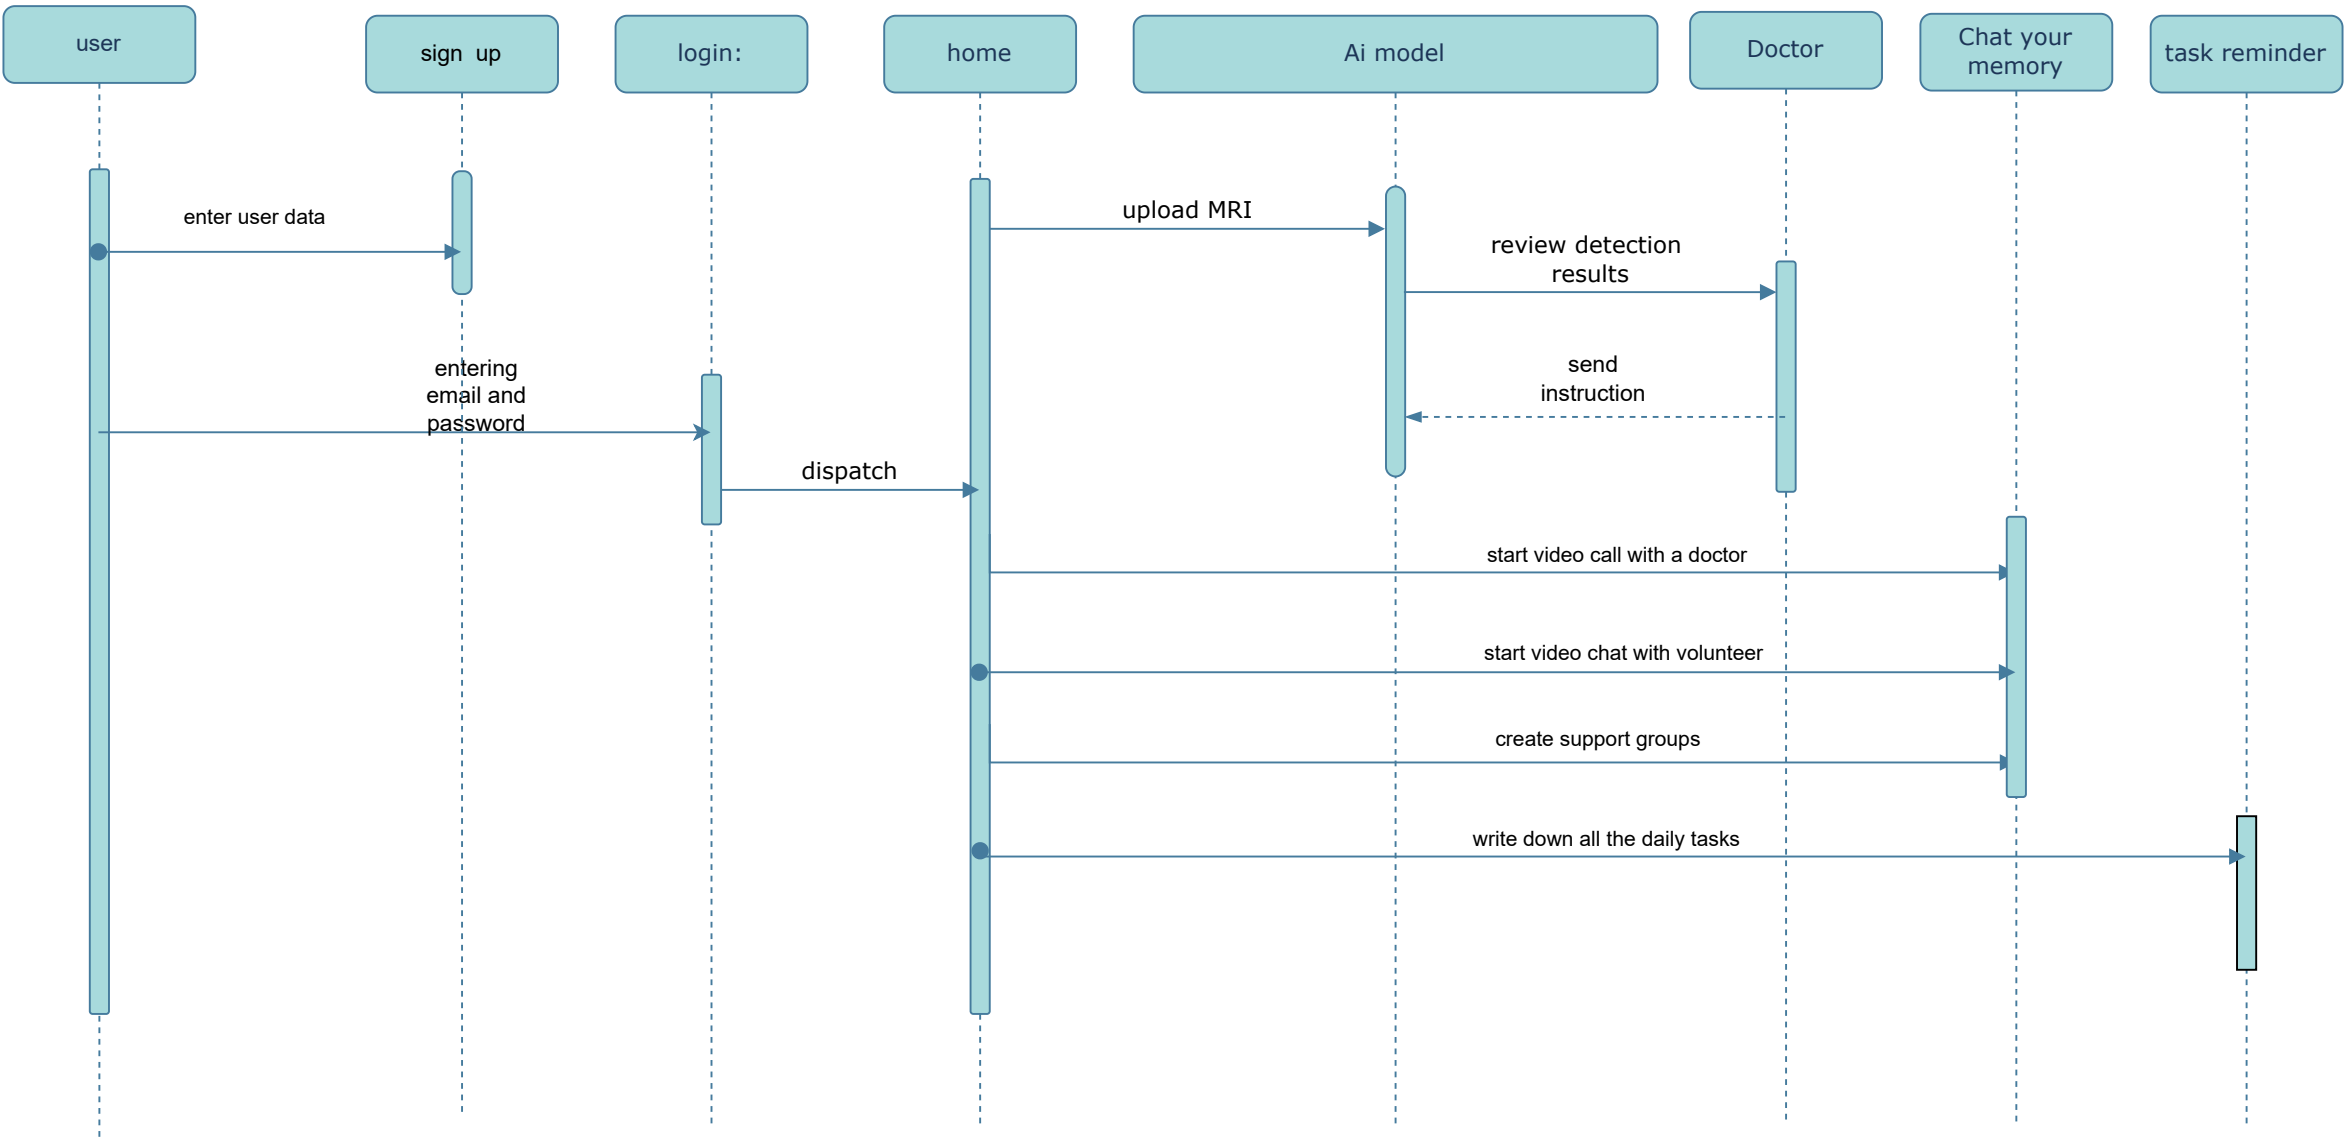 user
sign up
login:
home
Ai model
Doctor
Chat your
memory
task reminder
enter user data
upload MRI
review detection
results
entering
email and
password
send
instruction
dispatch
start video call with a doctor
start video chat with volunteer
create support groups
write down all the daily tasks